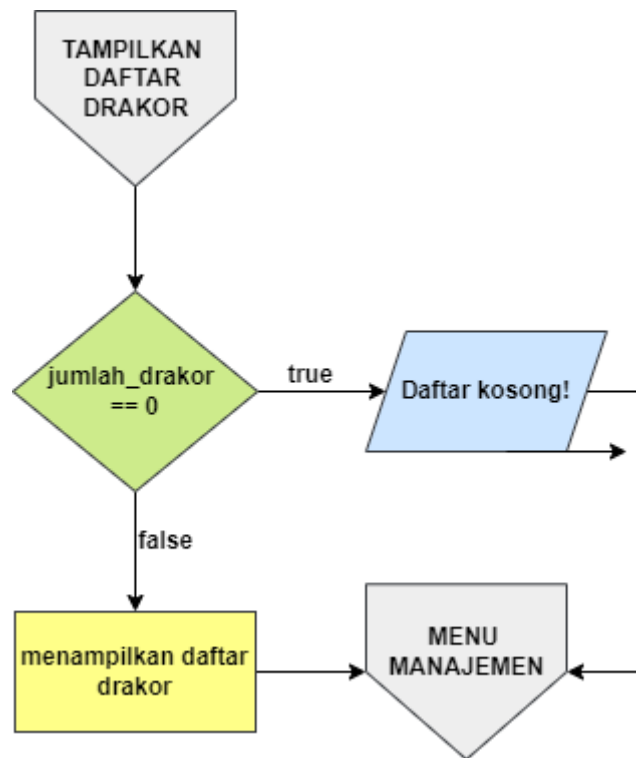 TAMPILKAN
DAFTAR
DRAKOR
jumlah_drakor
== 0
true
Daftar kosong!
false
menampilkan daftar
drakor
MENU
MANAJEMEN